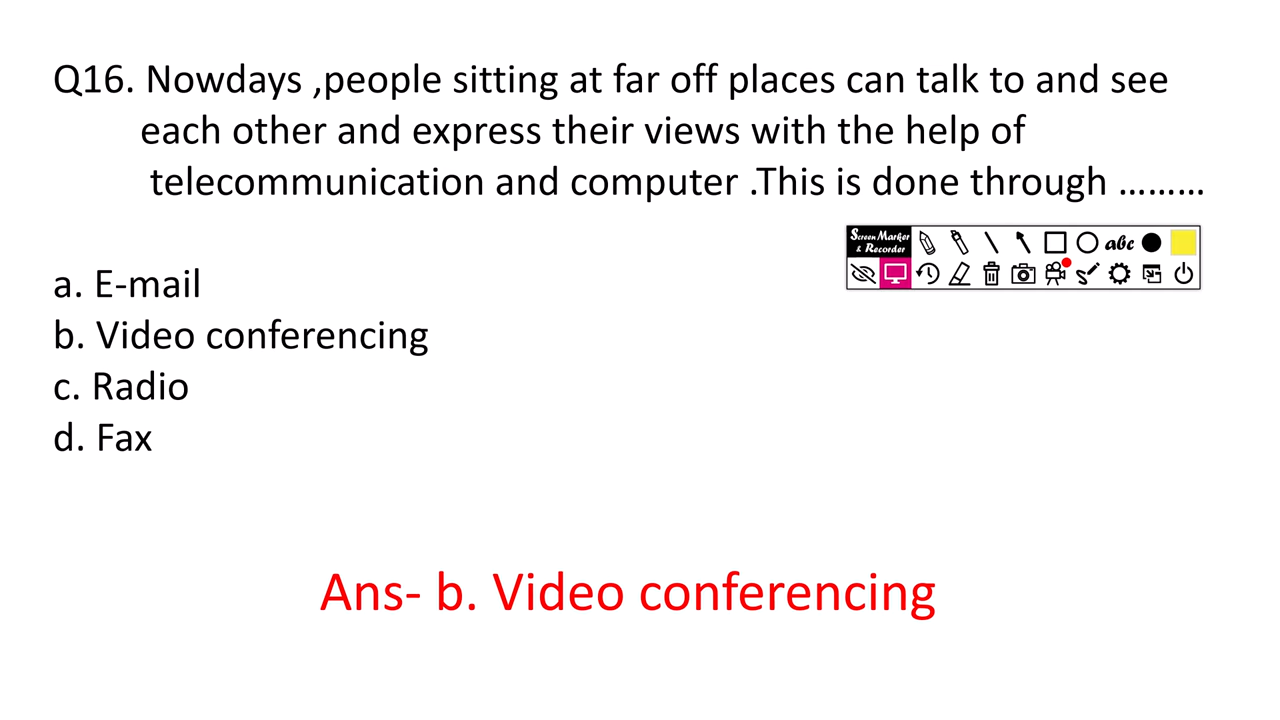 Q16. Nowdays ,people sitting at far off places can talk to and see
each other and express their views with the help of
telecommunication and computer .This is done through .........
Screen Marker
& Recorder
abc
a. E-mail
b. Video conferencing
c. Radio
d. Fax
Ans- b. Video conferencing